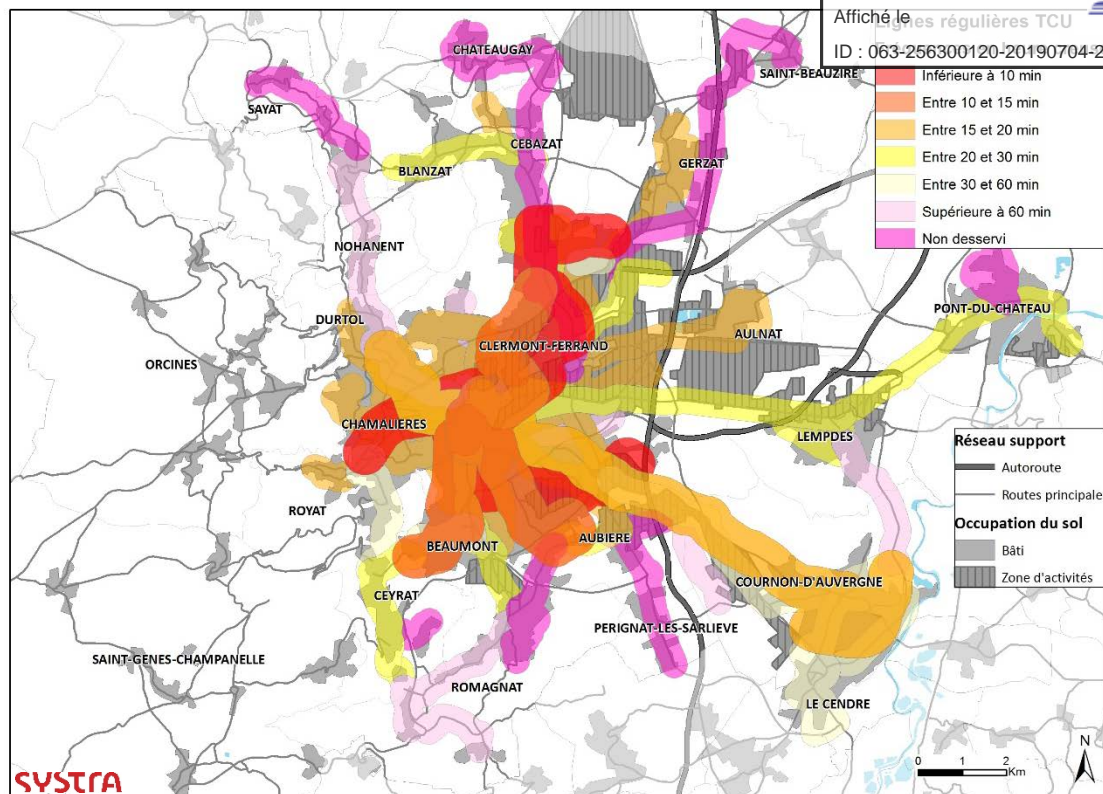 Affiché le
Lignes régulières TCU
ID : 063-256300120-20190704-2
Inférieure à 10 min
Entre 10 et 15 min
Entre 15 et 20 min
Entre 20 et 30 min
Entre 30 et 60 min
Supérieure à 60 min
Non desservi
CHATEAUGAY
SAINT-BEAUZIRE
SAYAT
CEBAZAT
GERZAT
BLANZAT
NOHANENT
PONT-DU-CHATEAU
DURTOL
AULNAT
CLERMONT-FERRAND
ORCINES
CHAMALIERES
LEMPDES
Réseau support
Autoroute
Routes principale
Occupation du sol
Bâti
Zone d'activités
ROYAT
AUBIERE
BEAUMONT
COURNON-D'AUVERGNE
CEYRAT
PERIGNAT-LES-SARLIEVE
SAINT-GENES-CHAMPANELLE
ROMAGNAT
LE CENDRE
N
0 1 2
Km
SYSTRA